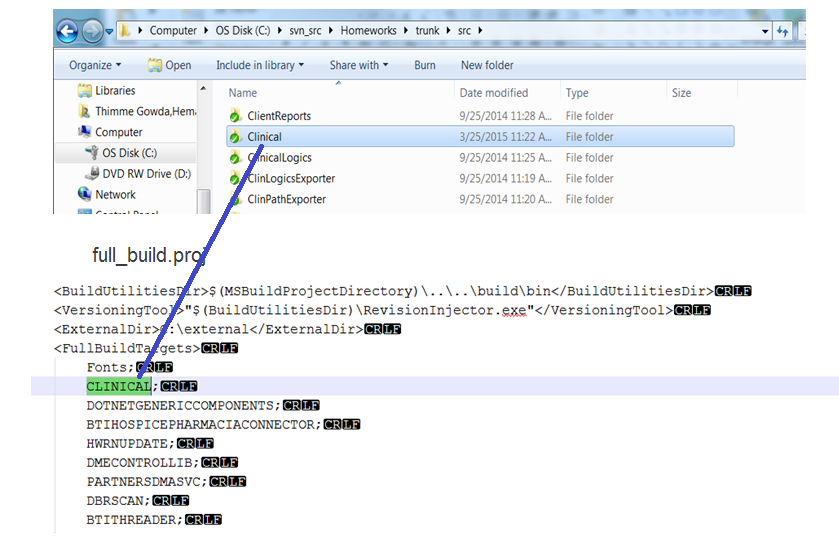 Computer OS Disk (C:) svn_src Homeworks trunk src
Organize Open Include in library Share with Burn New folder
Libraries
Thimme Gowda,Hema
Computer
OS Disk (C:)
DVD RW Drive (D:)
Network
Control Panel
Name Date modified Type Size
ClientReports 9/25/2014 11:28 A... File folder
Clinical 3/25/2015 11:22 A... File folder
ClinicalLogics 9/25/2014 11:25 A... File folder
ClinLogicsExporter 9/25/2014 11:19 A... File folder
ClinPathExporter 9/25/2014 11:20 A... File folder
full_build.proj
<BuildUtilitiesDir>$(MSBuildProjectDirectory)\..\..\build\bin</BuildUtilitiesDir>CRLF
<VersioningTool>"$(BuildUtilitiesDir)\RevisionInjector.exe"</VersioningTool>CRLF
<ExternalDir>C:\external</ExternalDir>CRLF
<FullBuildTargets>CRLF
Fonts;CRLF
CLINICAL;CRLF
DOTNETGENERICCOMPONENTS;CRLF
BTIHOSPICEPHARMACIACONNECTOR;CRLF
HWRNUPDATE;CRLF
DMECONTROLLIB;CRLF
PARTNERSDMASVC;CRLF
DBRSCAN;CRLF
BTITHREADER;CRLF